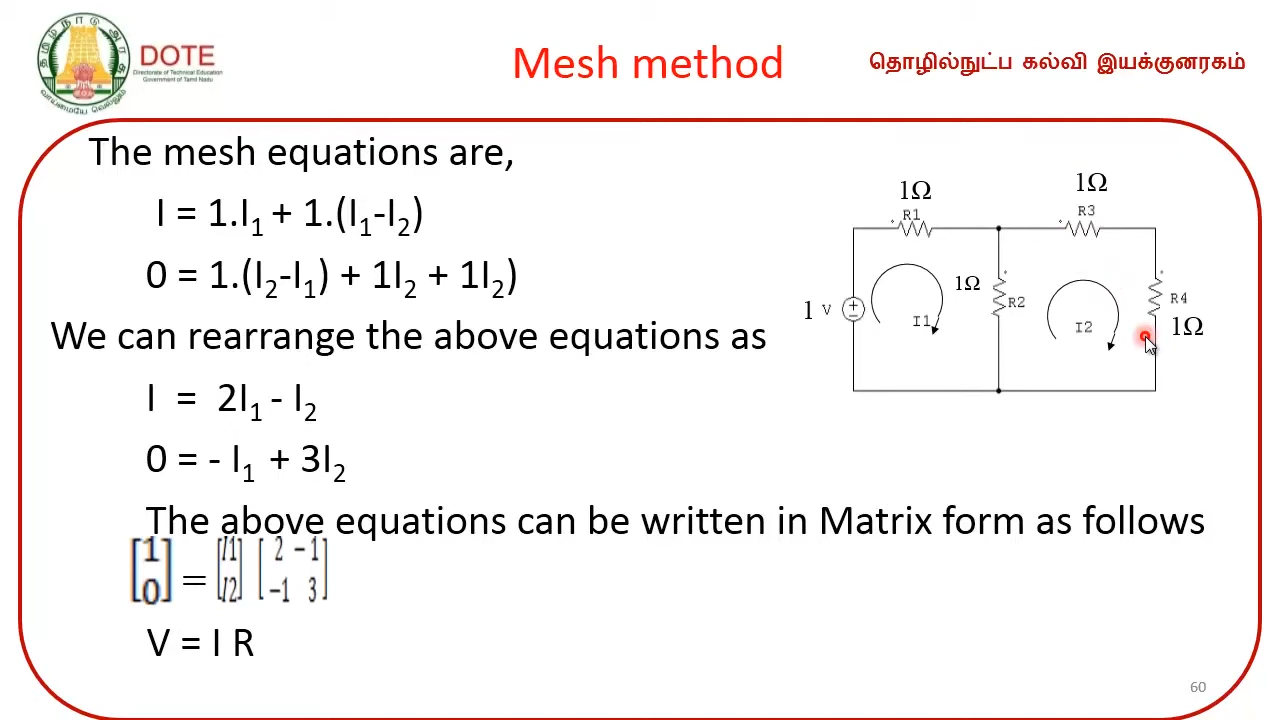 DOTE
Directorate of Technical Education
Government of Tamil Nadu
Mesh method
தொழில்நுட்ப கல்வி இயக்குனரகம்
The mesh equations are,
I = 1.I₁ + 1.(I₁-I₂)
0 = 1.(I₂-I₁) + 1I₂ + 1I₂)
We can rearrange the above equations as
I = 2I₁ - I₂
0 = - I₁ + 3I₂
The above equations can be written in Matrix form as follows
[1 0] = [I1 I2] [2 -1 -1 3]
V = I R
1Ω
R1
1Ω
R3
1Ω
R2
1 V
I1
I2
R4
1Ω
60